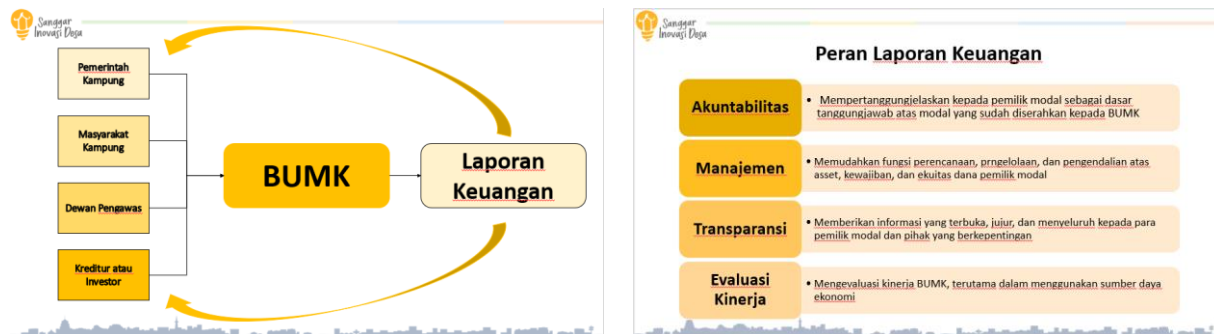 Sanggar
Inovasi Desa
Pemerintah
Kampung
Masyarakat
Kampung
Dewan Pengawas
Kreditur atau
Investor
BUMK
Laporan
Keuangan
Sanggar
Inovasi Desa
Peran Laporan Keuangan
Akuntabilitas
• Mempertanggungjelaskan kepada pemilik modal sebagai dasar
tanggungjawab atas modal yang sudah diserahkan kepada BUMK
Manajemen
• Memudahkan fungsi perencanaan, prngelolaan, dan pengendalian atas
asset, kewajiban, dan ekuitas dana pemilik modal
Transparansi
• Memberikan informasi yang terbuka, jujur, dan menyeluruh kepada para
pemilik modal dan pihak yang berkepentingan
Evaluasi
Kinerja
• Mengevaluasi kinerja BUMK, terutama dalam menggunakan sumber daya
ekonomi